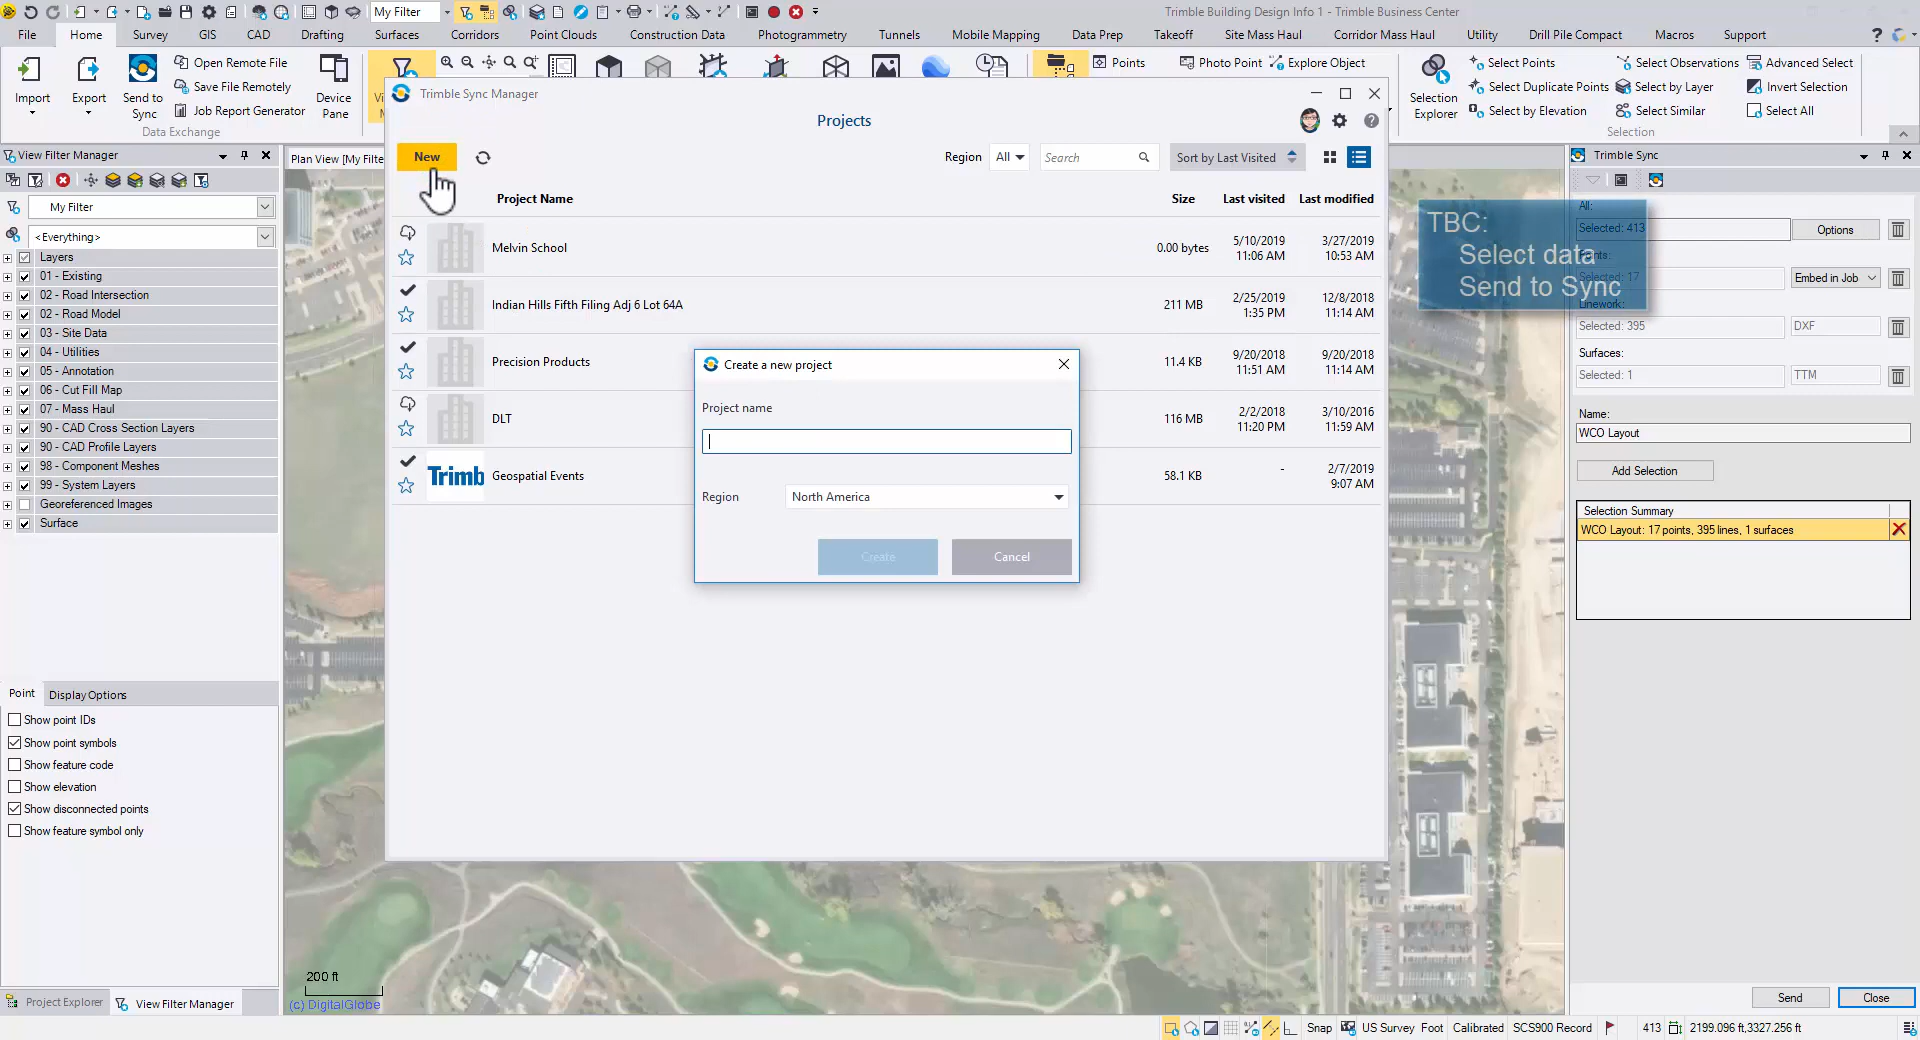 My Filter
Trimble Building Design Info 1 - Trimble Business Center
File Home Survey GIS CAD Drafting Surfaces Corridors Point Clouds Construction Data Photogrammetry Tunnels Mobile Mapping Data Prep Takeoff Site Mass Haul Corridor Mass Haul Utility Drill Pile Compact Macros Support
Import
Export
Send to Sync
Open Remote File
Save File Remotely
Job Report Generator
Data Exchange
Device Pane
Points
Photo Point
Explore Object
Selection Explorer
Select Points
Select Duplicate Points
Select by Elevation
Select Observations
Select by Layer
Select Similar
Advanced Select
Invert Selection
Select All
Selection
View Filter Manager
My Filter
<Everything>
Layers
01 - Existing
02 - Road Intersection
02 - Road Model
03 - Site Data
04 - Utilities
05 - Annotation
06 - Cut Fill Map
07 - Mass Haul
90 - CAD Cross Section Layers
90 - CAD Profile Layers
98 - Component Meshes
99 - System Layers
Georeferenced Images
Surface
Point Display Options
Show point IDs
Show point symbols
Show feature code
Show elevation
Show disconnected points
Show feature symbol only
Project Explorer View Filter Manager
Plan View [My Filte
Trimble Sync Manager
Projects
New
Region All Search Sort by Last Visited
Project Name Size Last visited Last modified
Melvin School 0.00 bytes 5/10/2019 11:06 AM 3/27/2019 10:53 AM
Indian Hills Fifth Filing Adj 6 Lot 64A 211 MB 2/25/2019 1:35 PM 12/8/2018 11:14 AM
Precision Products 11.4 KB 9/20/2018 11:51 AM 9/20/2018 11:14 AM
DLT 116 MB 2/2/2018 11:20 PM 3/10/2016 11:59 AM
Trimb Geospatial Events 58.1 KB - 2/7/2019 9:07 AM
Create a new project
Project name
Region North America
Create Cancel
200 ft
(c) DigitalGlobe
Trimble Sync
All:
Selected: 413 Options
TBC:
Select data
Send to Sync
Selected: 17 Embed in Job
Linework:
Selected: 395 DXF
Surfaces:
Selected: 1 TTM
Name:
WCO Layout
Add Selection
Selection Summary
WCO Layout: 17 points, 395 lines, 1 surfaces
Send Close
Snap US Survey Foot Calibrated SCS900 Record 413 2199.096 ft,3327.256 ft